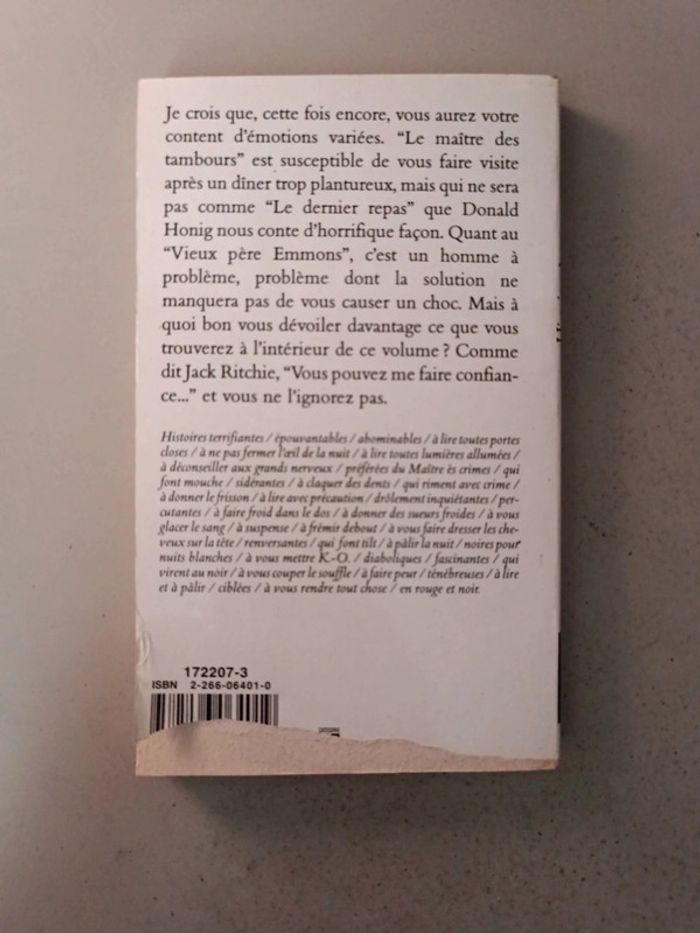 Je crois que, cette fois encore, vous aurez votre
content d'émotions variées. "Le maître des
tambours" est susceptible de vous faire visite
après un dîner trop plantureux, mais qui ne sera
pas comme "Le dernier repas" que Donald
Honig nous conte d'horrifique façon. Quant au
"Vieux père Emmons", c'est un homme à
problème, problème dont la solution ne
manquera pas de vous causer un choc. Mais à
quoi bon vous dévoiler davantage ce que vous
trouverez à l'intérieur de ce volume ? Comme
dit Jack Ritchie, "Vous pouvez me faire confian-
ce..." et vous ne l'ignorez pas.
Histoires terrifiantes / épouvantables / abominables / à lire toutes portes
closes / à ne pas fermer l'œil de la nuit / à lire toutes lumières allumées /
à déconseiller aux grands nerveux / préférées du Maître ès crimes / qui
font mouche / sidérantes / à claquer des dents / qui riment avec crime /
à donner le frisson / à lire avec précaution / drôlement inquiétantes / per-
cutantes / à faire froid dans le dos / à donner des sueurs froides / à vous
glacer le sang / à suspense / à frémir debout / à vous faire dresser les che-
veux sur la tête / renversantes / qui font tilt / à pâlir la nuit / noires pour
nuits blanches / à vous mettre K.-O. / diaboliques / fascinantes / qui
virent au noir / à vous couper le souffle / à faire peur / ténébreuses / à lire
et à pâlir / ciblées / à vous rendre tout chose / en rouge et noir.
172207-3
ISBN 2-266-06401-0